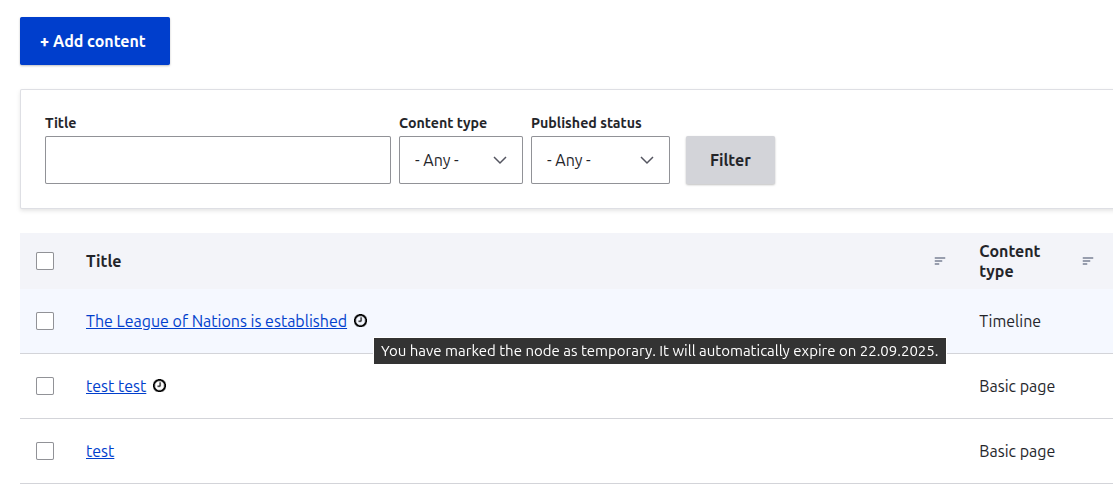 + Add content
Title Content type Published status
- Any - - Any - Filter
Title Content type
The League of Nations is established Timeline
You have marked the node as temporary. It will automatically expire on 22.09.2025.
test test Basic page
test Basic page